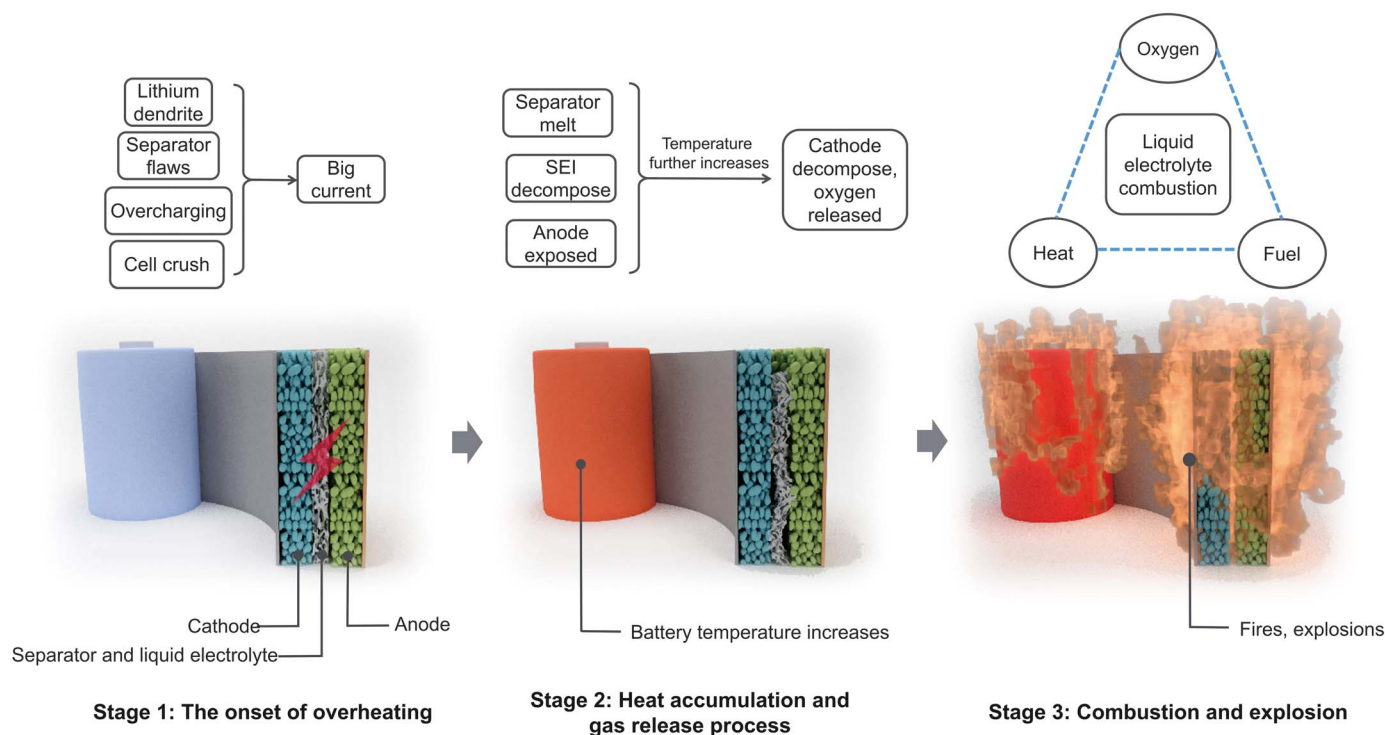 Lithium
dendrite
Separator
flaws
Overcharging
Cell crush
Big
current
Separator
melt
SEI
decompose
Anode
exposed
Temperature
further increases
Cathode
decompose,
oxygen
released
Oxygen
Liquid
electrolyte
combustion
Heat
Fuel
Cathode
Anode
Separator and liquid electrolyte
Battery temperature increases
Fires, explosions
Stage 1: The onset of overheating
Stage 2: Heat accumulation and
gas release process
Stage 3: Combustion and explosion